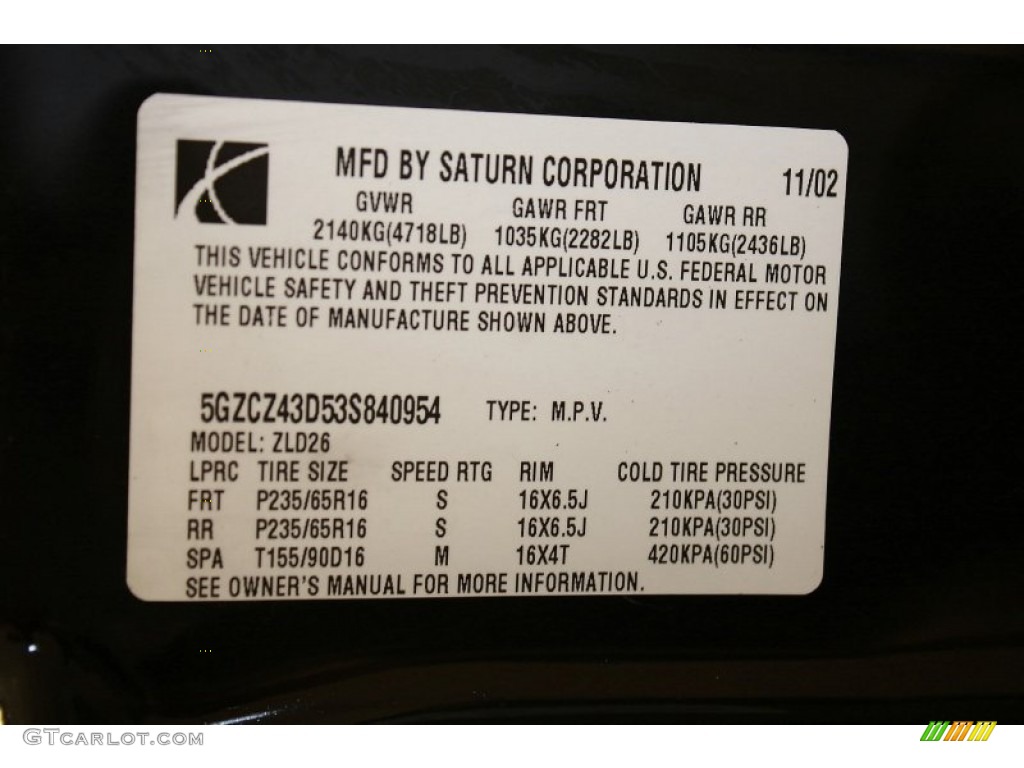 MFD BY SATURN CORPORATION 11/02
GVWR GAWR FRT GAWR RR
2140KG(4718LB) 1035KG(2282LB) 1105KG(2436LB)
THIS VEHICLE CONFORMS TO ALL APPLICABLE U.S. FEDERAL MOTOR
VEHICLE SAFETY AND THEFT PREVENTION STANDARDS IN EFFECT ON
THE DATE OF MANUFACTURE SHOWN ABOVE.
5GZCZ43D53S840954 TYPE: M.P.V.
MODEL: ZLD26
LPRC TIRE SIZE SPEED RTG RIM COLD TIRE PRESSURE
FRT P235/65R16 S 16X6.5J 210KPA(30PSI)
RR P235/65R16 S 16X6.5J 210KPA(30PSI)
SPA T155/90D16 M 16X4T 420KPA(60PSI)
SEE OWNER'S MANUAL FOR MORE INFORMATION.
GTCARLOT.COM